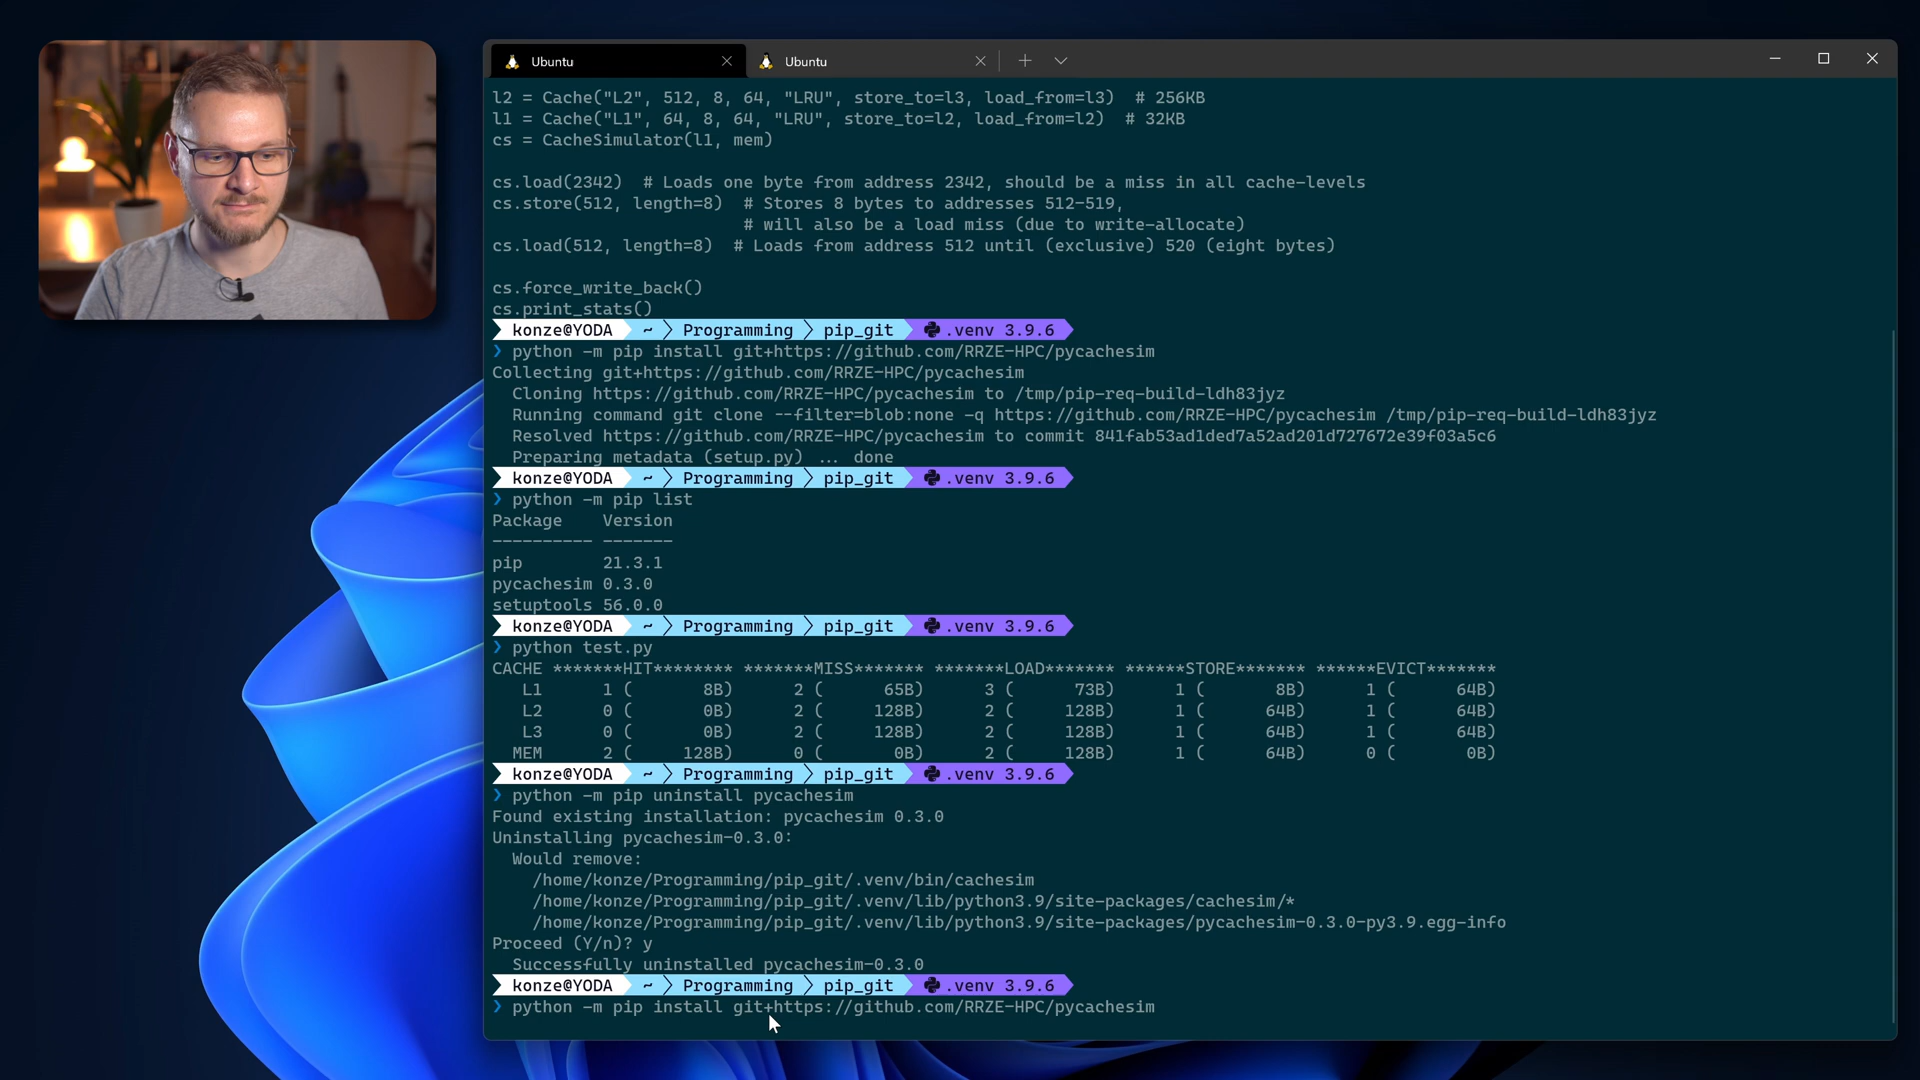 Ubuntu
Ubuntu
l2 = Cache("L2", 512, 8, 64, "LRU", store_to=l3, load_from=l3)  # 256KB
l1 = Cache("L1", 64, 8, 64, "LRU", store_to=l2, load_from=l2)  # 32KB
cs = CacheSimulator(l1, mem)
cs.load(2342)  # Loads one byte from address 2342, should be a miss in all cache-levels
cs.store(512, length=8)  # Stores 8 bytes to addresses 512-519,
# will also be a load miss (due to write-allocate)
cs.load(512, length=8)  # Loads from address 512 until (exclusive) 520 (eight bytes)
cs.force_write_back()
cs.print_stats()
konze@YODA ~ Programming pip_git .venv 3.9.6
❯ python -m pip install git+https://github.com/RRZE-HPC/pycachesim
Collecting git+https://github.com/RRZE-HPC/pycachesim
Cloning https://github.com/RRZE-HPC/pycachesim to /tmp/pip-req-build-ldh83jyz
Running command git clone --filter=blob:none -q https://github.com/RRZE-HPC/pycachesim /tmp/pip-req-build-ldh83jyz
Resolved https://github.com/RRZE-HPC/pycachesim to commit 841fab53ad1ded7a52ad201d727672e39f03a5c6
Preparing metadata (setup.py) ... done
konze@YODA ~ Programming pip_git .venv 3.9.6
❯ python -m pip list
Package    Version
---------- -------
pip        21.3.1
pycachesim 0.3.0
setuptools 56.0.0
konze@YODA ~ Programming pip_git .venv 3.9.6
❯ python test.py
CACHE *******HIT******** *******MISS******* *******LOAD******* ******STORE******* ******EVICT*******
L1 1 ( 8B) 2 ( 65B) 3 ( 73B) 1 ( 8B) 1 ( 64B)
L2 0 ( 0B) 2 ( 128B) 2 ( 128B) 1 ( 64B) 1 ( 64B)
L3 0 ( 0B) 2 ( 128B) 2 ( 128B) 1 ( 64B) 1 ( 64B)
MEM 2 ( 128B) 0 ( 0B) 2 ( 128B) 1 ( 64B) 0 ( 0B)
konze@YODA ~ Programming pip_git .venv 3.9.6
❯ python -m pip uninstall pycachesim
Found existing installation: pycachesim 0.3.0
Uninstalling pycachesim-0.3.0:
Would remove:
/home/konze/Programming/pip_git/.venv/bin/cachesim
/home/konze/Programming/pip_git/.venv/lib/python3.9/site-packages/cachesim/*
/home/konze/Programming/pip_git/.venv/lib/python3.9/site-packages/pycachesim-0.3.0-py3.9.egg-info
Proceed (Y/n)? y
Successfully uninstalled pycachesim-0.3.0
konze@YODA ~ Programming pip_git .venv 3.9.6
❯ python -m pip install git+https://github.com/RRZE-HPC/pycachesim